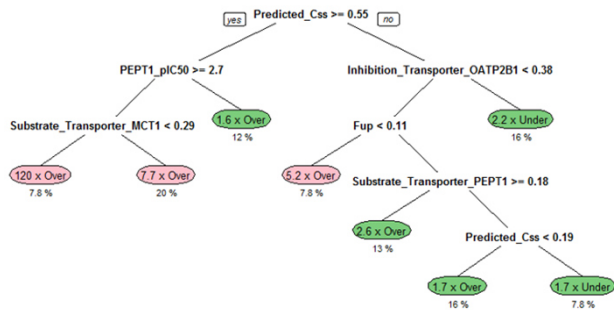 Predicted_Css >= 0.55
yes
no
PEPT1_pIC50 >= 2.7
Inhibition_Transporter_OATP2B1 < 0.38
Substrate_Transporter_MCT1 < 0.29
1.6 x Over
12 %
Fup < 0.11
2.2 x Under
16 %
120 x Over
7.8 %
7.7 x Over
20 %
5.2 x Over
7.8 %
Substrate_Transporter_PEPT1 >= 0.18
2.6 x Over
13 %
Predicted_Css < 0.19
1.7 x Over
16 %
1.7 x Under
7.8 %